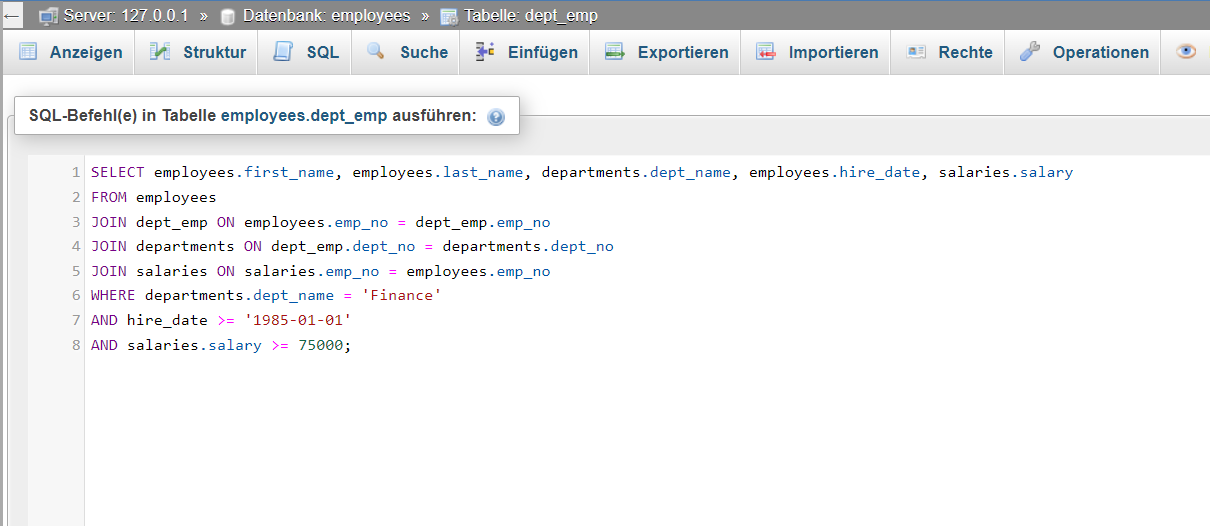 ← Server: 127.0.0.1 » Datenbank: employees » Tabelle: dept_emp
Anzeigen Struktur SQL Suche Einfügen Exportieren Importieren Rechte Operationen
SQL-Befehl(e) in Tabelle employees.dept_emp ausführen:
1 SELECT employees.first_name, employees.last_name, departments.dept_name, employees.hire_date, salaries.salary
2 FROM employees
3 JOIN dept_emp ON employees.emp_no = dept_emp.emp_no
4 JOIN departments ON dept_emp.dept_no = departments.dept_no
5 JOIN salaries ON salaries.emp_no = employees.emp_no
6 WHERE departments.dept_name = 'Finance'
7 AND hire_date >= '1985-01-01'
8 AND salaries.salary >= 75000;